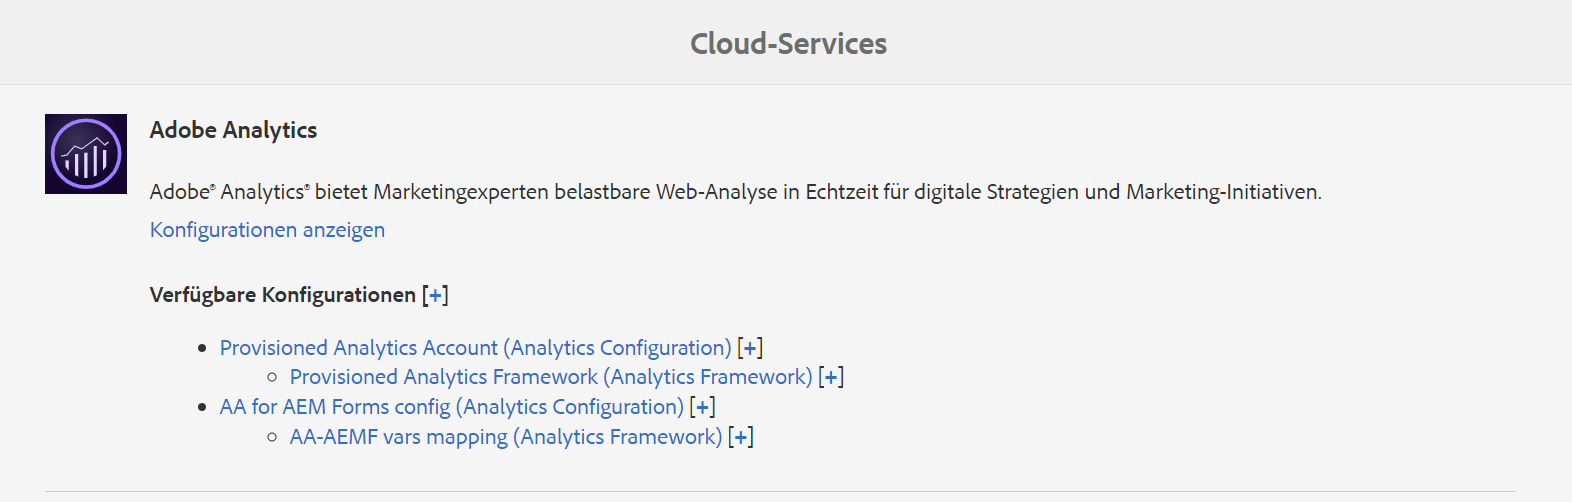 Cloud-Services
Adobe Analytics
Adobe® Analytics® bietet Marketingexperten belastbare Web-Analyse in Echtzeit für digitale Strategien und Marketing-Initiativen.
Konfigurationen anzeigen
Verfügbare Konfigurationen [+]
Provisioned Analytics Account (Analytics Configuration) [+]
Provisioned Analytics Framework (Analytics Framework) [+]
AA for AEM Forms config (Analytics Configuration) [+]
AA-AEMF vars mapping (Analytics Framework) [+]